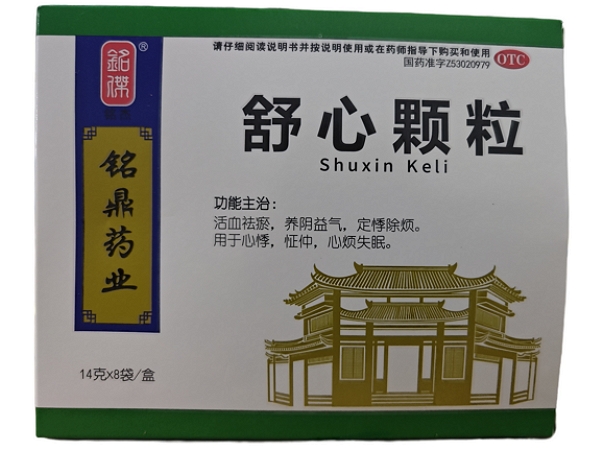 請仔细阅读说明书并按说明使用或在药师指导下购买和使用
国药准字Z53020979
OTC
銘傑
®
舒心颗粒
Shuxin Keli
铭鼎药业
功能主治：
活血祛瘀，养阴益气，定悸除烦。
用于心悸，怔忡，心烦失眠。
14克x8袋/盒